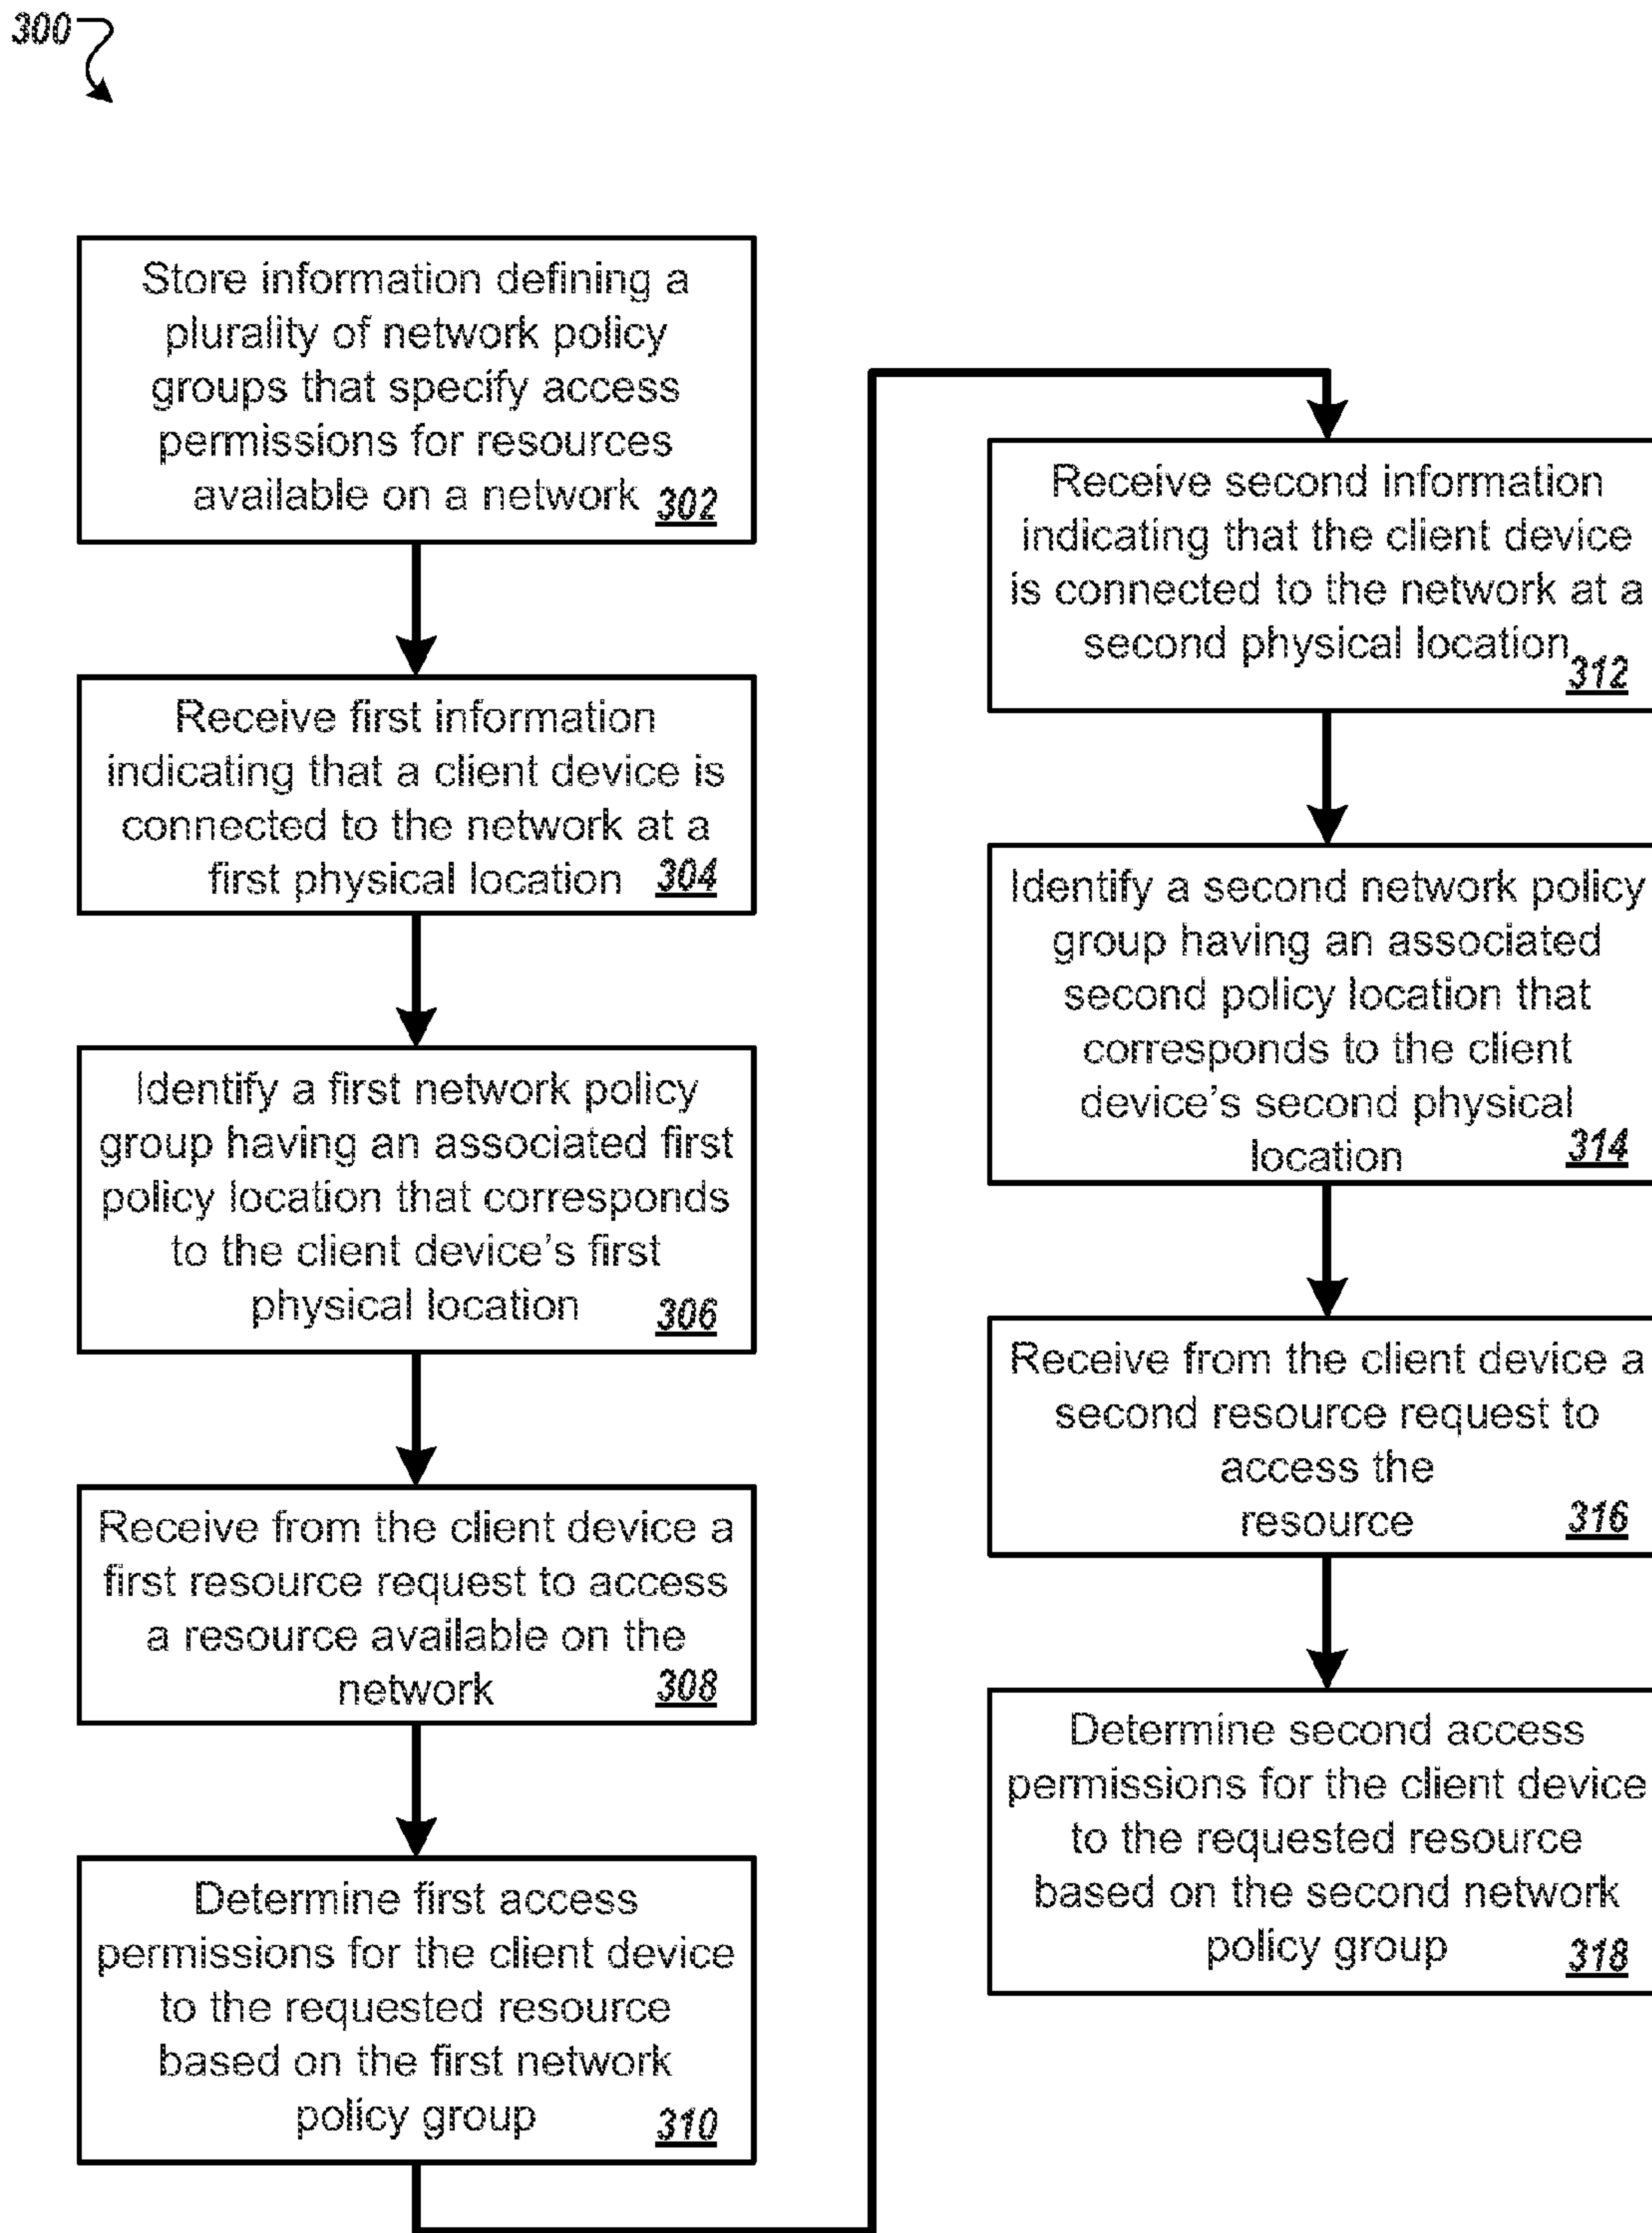 300
Store information defining a
plurality of network policy
groups that specify access
permissions for resources
available on a network 302
Receive first information
indicating that a client device is
connected to the network at a
first physical location 304
Identify a first network policy
group having an associated first
policy location that corresponds
to the client device's first
physical location 306
Receive from the client device a
first resource request to access
a resource available on the
network 308
Determine first access
permissions for the client device
to the requested resource
based on the first network
policy group 310
Receive second information
indicating that the client device
is connected to the network at a
second physical location 312
Identify a second network policy
group having an associated
second policy location that
corresponds to the client
device's second physical
location 314
Receive from the client device a
second resource request to
access the
resource 316
Determine second access
permissions for the client device
to the requested resource
based on the second network
policy group 318